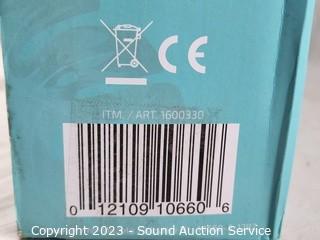 CE
ITM. / ART. 1600330
0 12109 10660 6
Copyright 2023 - Sound Auction Service